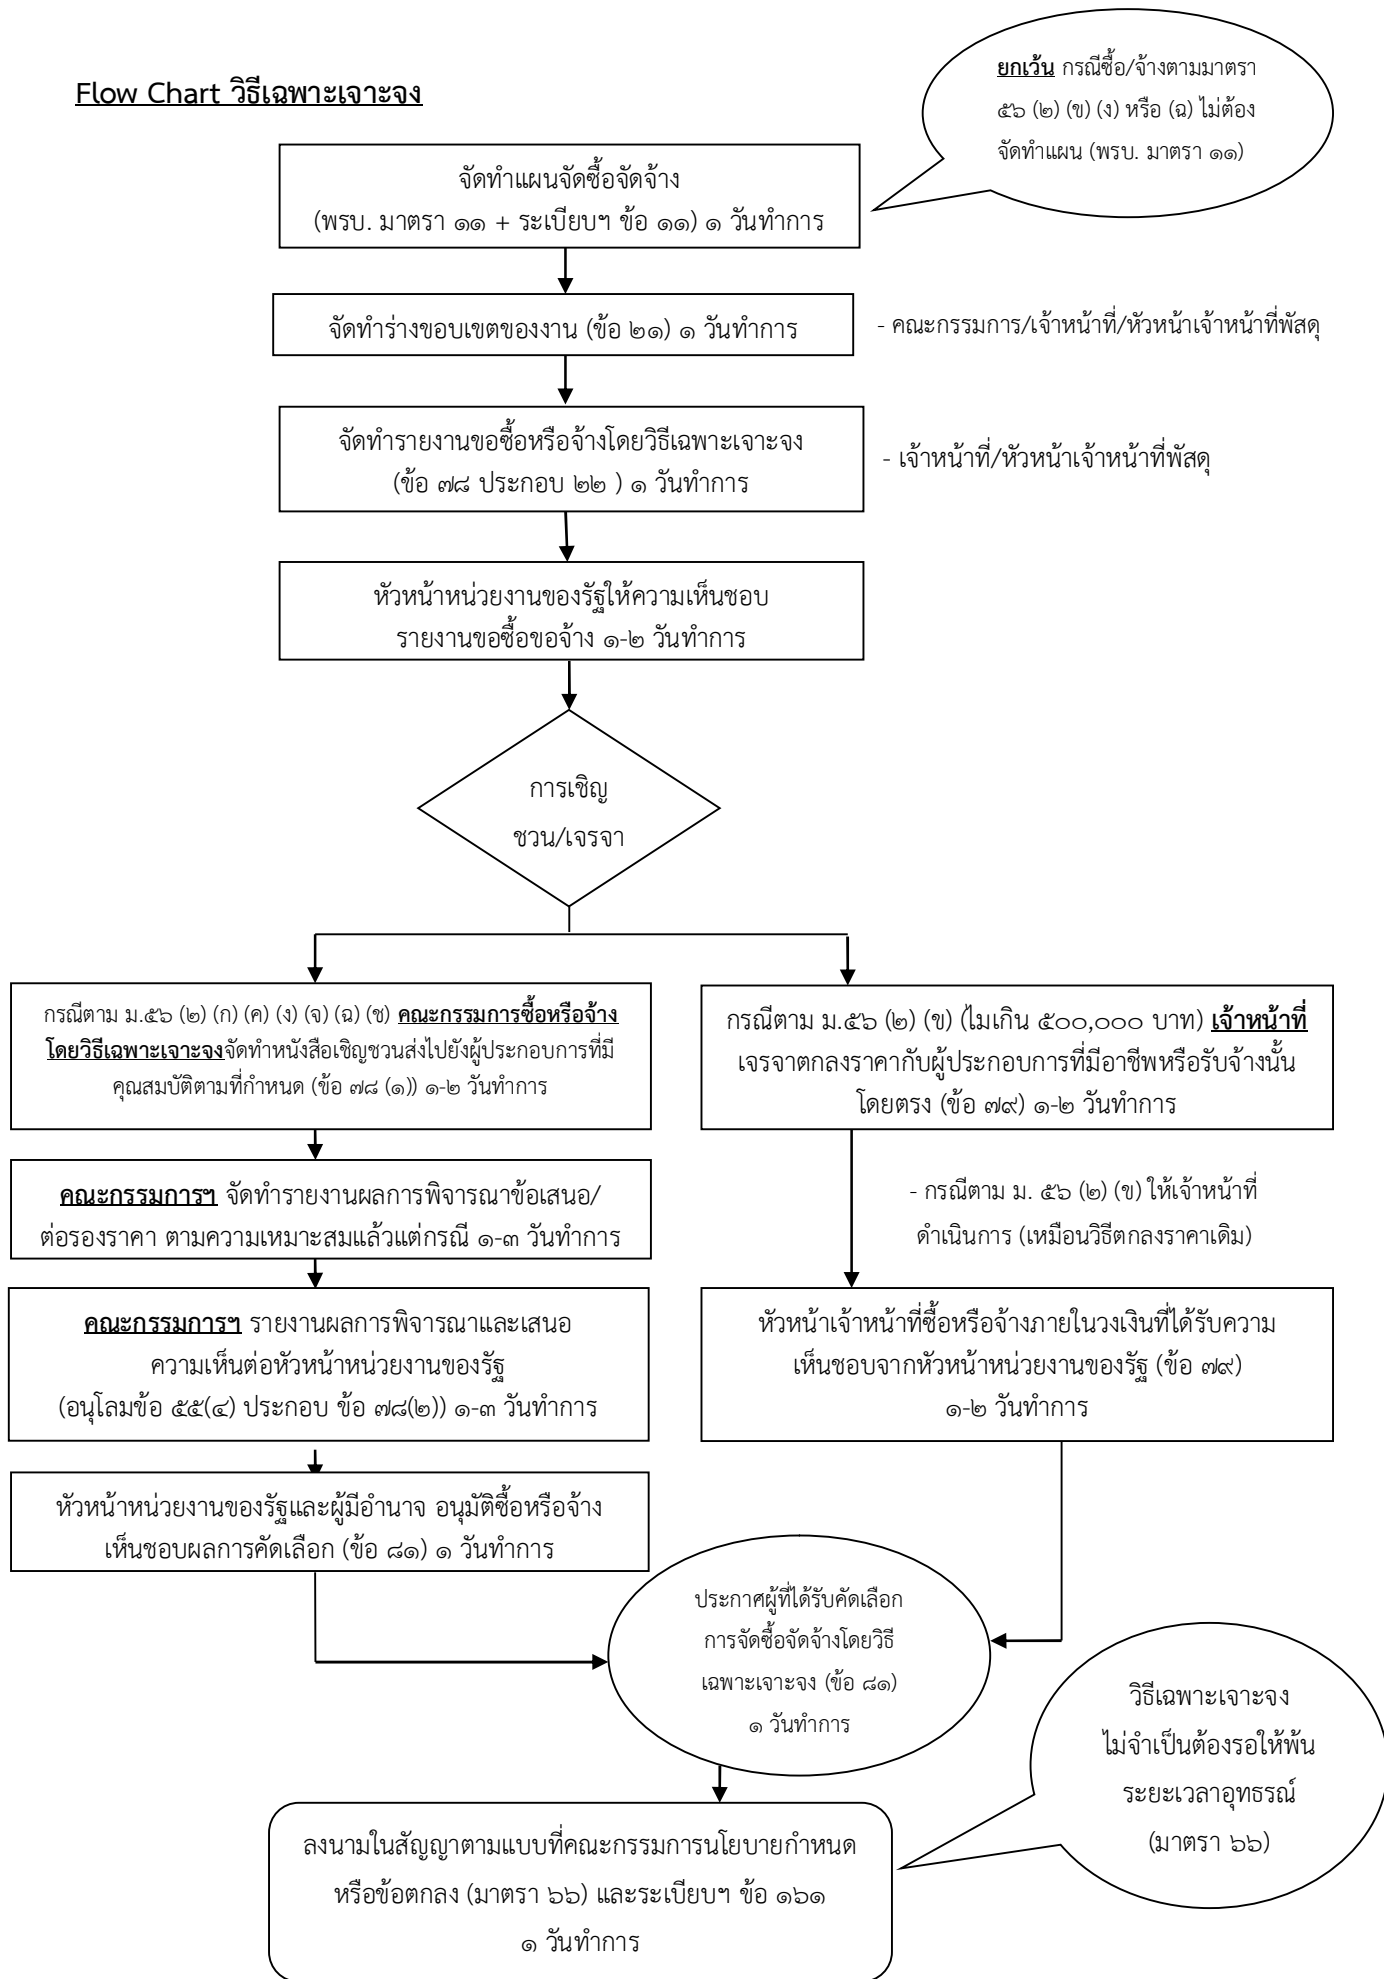 Flow Chart วิธีเฉพาะเจาะจง
ยกเว้น กรณีซื้อ/จ้างตามมาตรา
๕๖ (๒) (ข) (ง) หรือ (ฉ) ไม่ต้อง
จัดทำแผน (พรบ. มาตรา ๑๑)
จัดทำแผนจัดซื้อจัดจ้าง
(พรบ. มาตรา ๑๑ + ระเบียบฯ ข้อ ๑๑) ๑ วันทำการ
จัดทำร่างขอบเขตของงาน (ข้อ ๒๑) ๑ วันทำการ
- คณะกรรมการ/เจ้าหน้าที่/หัวหน้าเจ้าหน้าที่พัสดุ
จัดทำรายงานขอซื้อหรือจ้างโดยวิธีเฉพาะเจาะจง
(ข้อ ๗๘ ประกอบ ๒๒ ) ๑ วันทำการ
- เจ้าหน้าที่/หัวหน้าเจ้าหน้าที่พัสดุ
หัวหน้าหน่วยงานของรัฐให้ความเห็นชอบ
รายงานขอซื้อขอจ้าง ๑-๒ วันทำการ
การเชิญ
ชวน/เจรจา
กรณีตาม ม.๕๖ (๒) (ก) (ค) (ง) (จ) (ฉ) (ช) คณะกรรมการซื้อหรือจ้าง
โดยวิธีเฉพาะเจาะจงจัดทำหนังสือเชิญชวนส่งไปยังผู้ประกอบการที่มี
คุณสมบัติตามที่กำหนด (ข้อ ๗๘ (๑)) ๑-๒ วันทำการ
กรณีตาม ม.๕๖ (๒) (ข) (ไมเกิน ๕๐๐,๐๐๐ บาท) เจ้าหน้าที่
เจรจาตกลงราคากับผู้ประกอบการที่มีอาชีพหรือรับจ้างนั้น
โดยตรง (ข้อ ๗๙) ๑-๒ วันทำการ
คณะกรรมการฯ จัดทำรายงานผลการพิจารณาข้อเสนอ/
ต่อรองราคา ตามความเหมาะสมแล้วแต่กรณี ๑-๓ วันทำการ
- กรณีตาม ม. ๕๖ (๒) (ข) ให้เจ้าหน้าที่
ดำเนินการ (เหมือนวิธีตกลงราคาเดิม)
คณะกรรมการฯ รายงานผลการพิจารณาและเสนอ
ความเห็นต่อหัวหน้าหน่วยงานของรัฐ
(อนุโลมข้อ ๕๕(๔) ประกอบ ข้อ ๗๘(๒)) ๑-๓ วันทำการ
หัวหน้าเจ้าหน้าที่ซื้อหรือจ้างภายในวงเงินที่ได้รับความ
เห็นชอบจากหัวหน้าหน่วยงานของรัฐ (ข้อ ๗๙)
๑-๒ วันทำการ
หัวหน้าหน่วยงานของรัฐและผู้มีอำนาจ อนุมัติซื้อหรือจ้าง
เห็นชอบผลการคัดเลือก (ข้อ ๘๑) ๑ วันทำการ
ประกาศผู้ที่ได้รับคัดเลือก
การจัดซื้อจัดจ้างโดยวิธี
เฉพาะเจาะจง (ข้อ ๘๑)
๑ วันทำการ
วิธีเฉพาะเจาะจง
ไม่จำเป็นต้องรอให้พ้น
ระยะเวลาอุทธรณ์
(มาตรา ๖๖)
ลงนามในสัญญาตามแบบที่คณะกรรมการนโยบายกำหนด
หรือข้อตกลง (มาตรา ๖๖) และระเบียบฯ ข้อ ๑๖๑
๑ วันทำการ